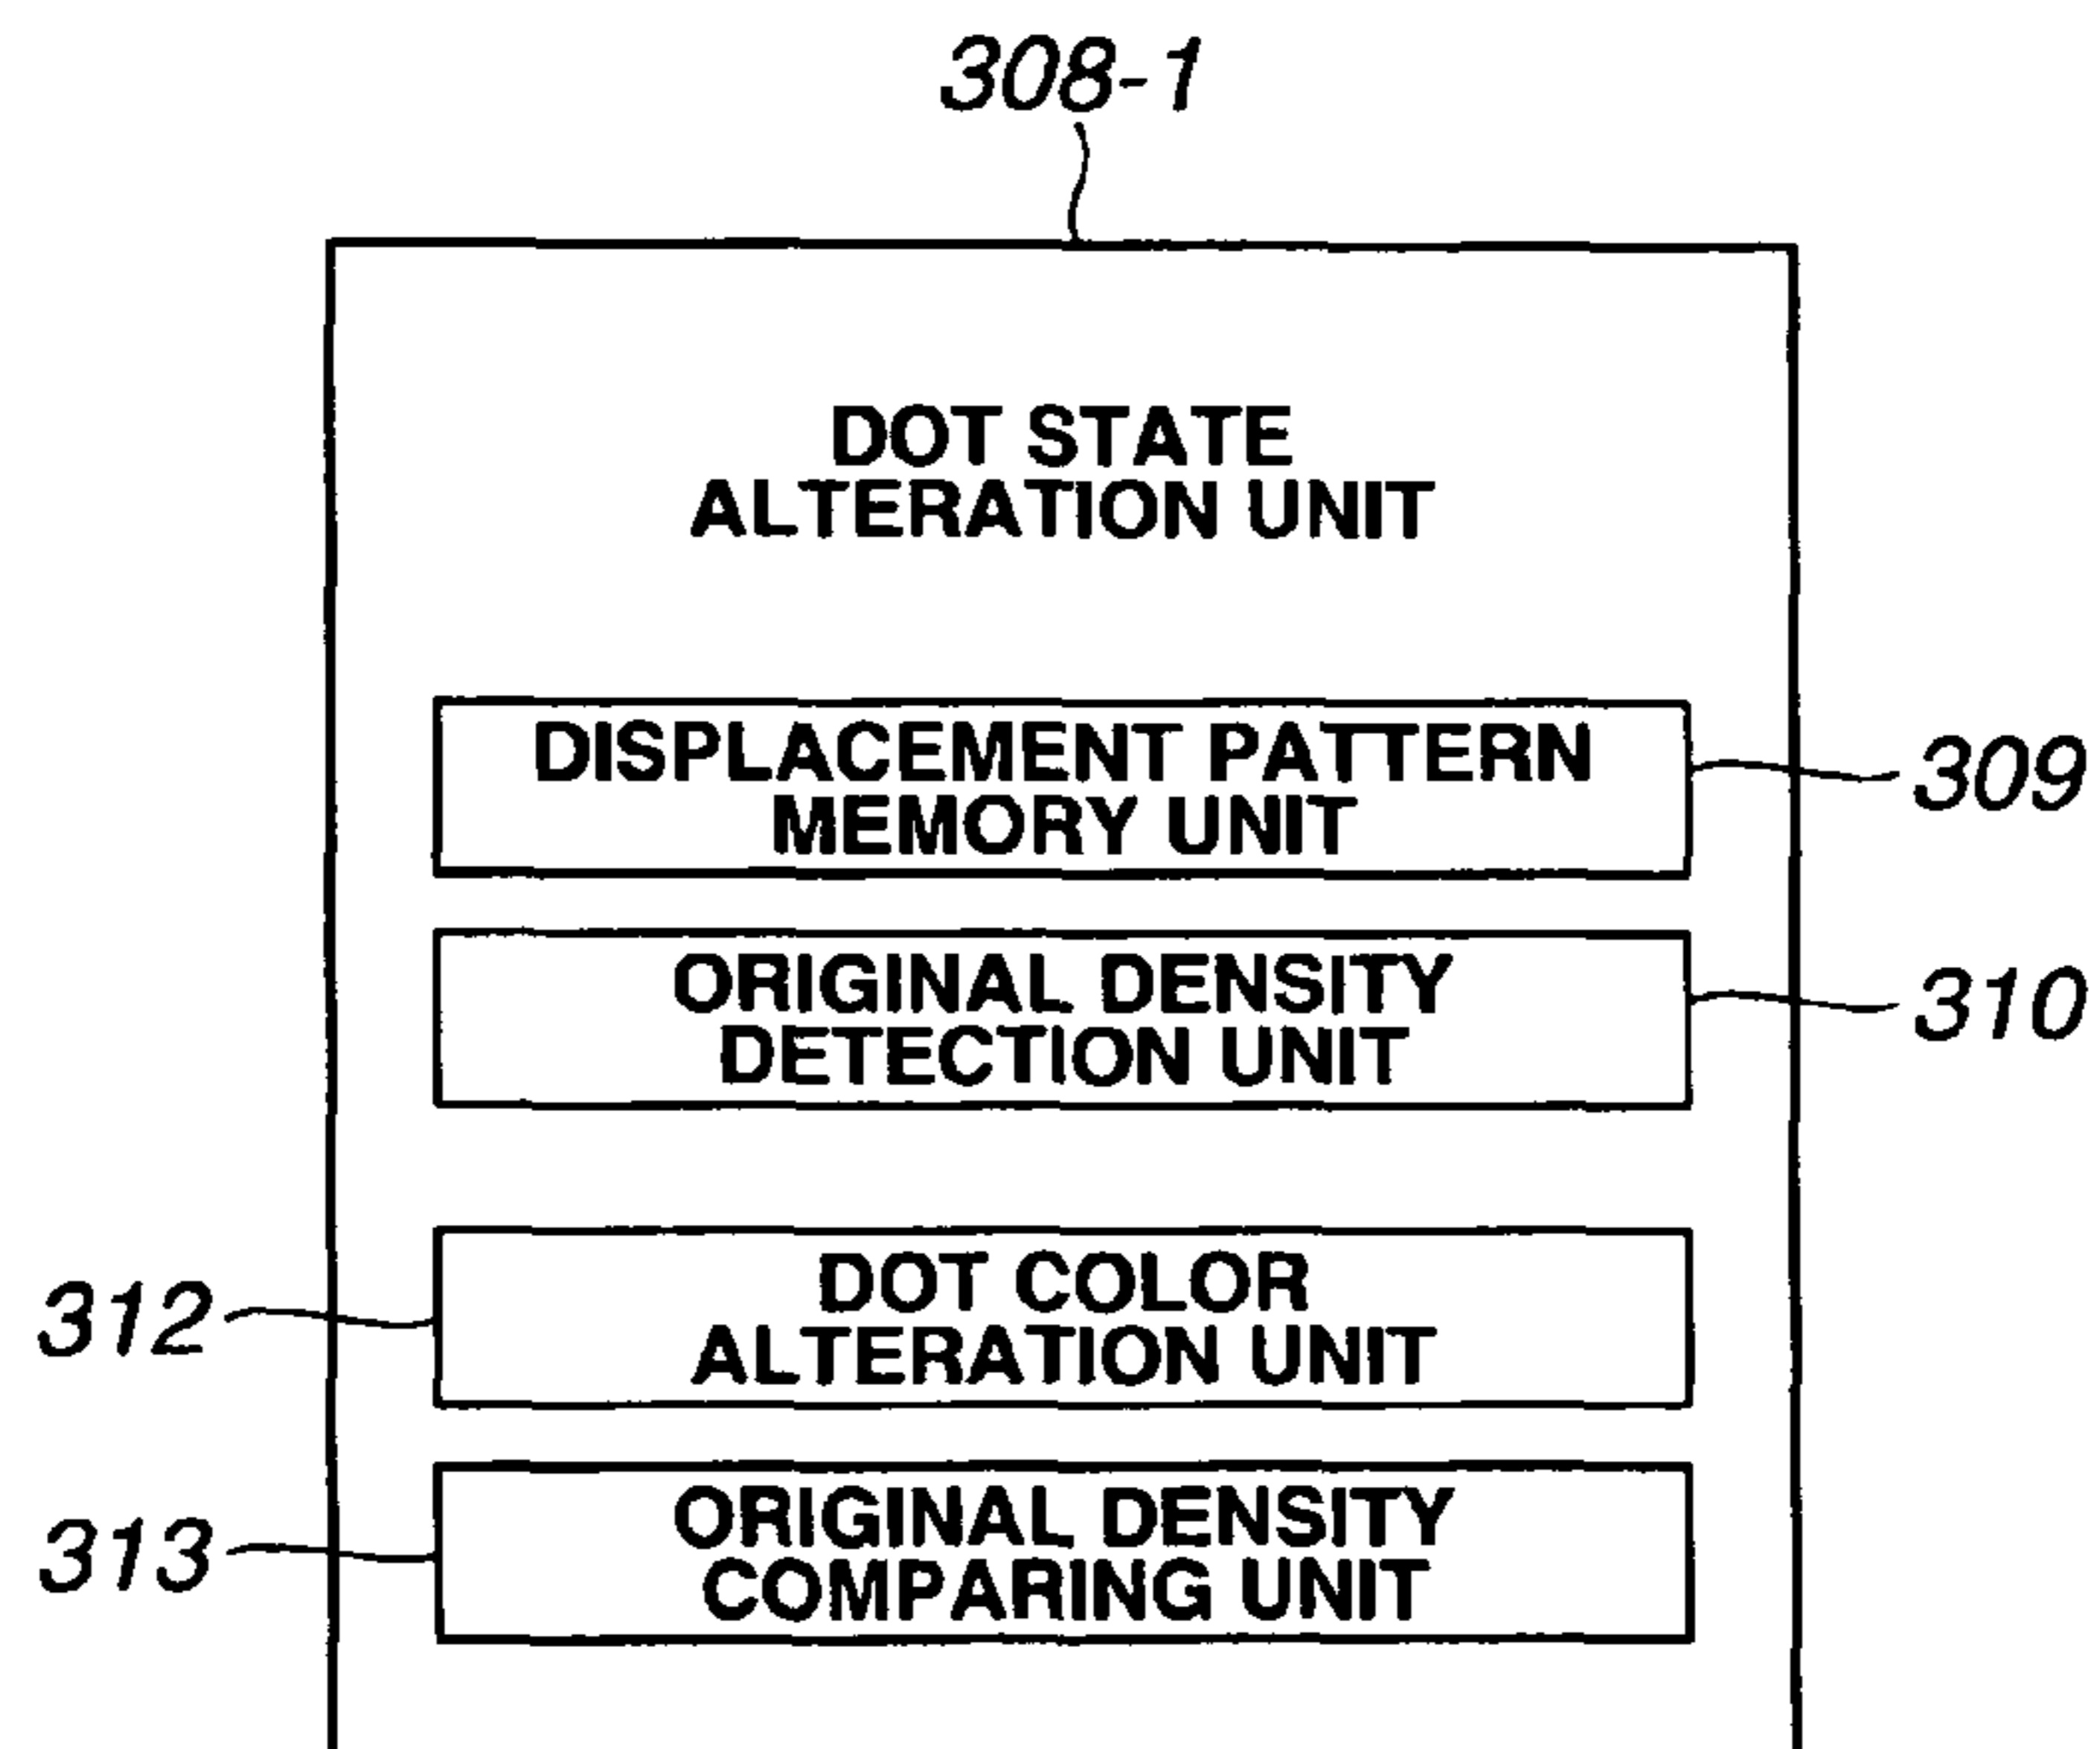 308-1
DOT STATE
ALTERATION UNIT
DISPLACEMENT PATTERN
MEMORY UNIT
309
ORIGINAL DENSITY
DETECTION UNIT
310
312
DOT COLOR
ALTERATION UNIT
313
ORIGINAL DENSITY
COMPARING UNIT